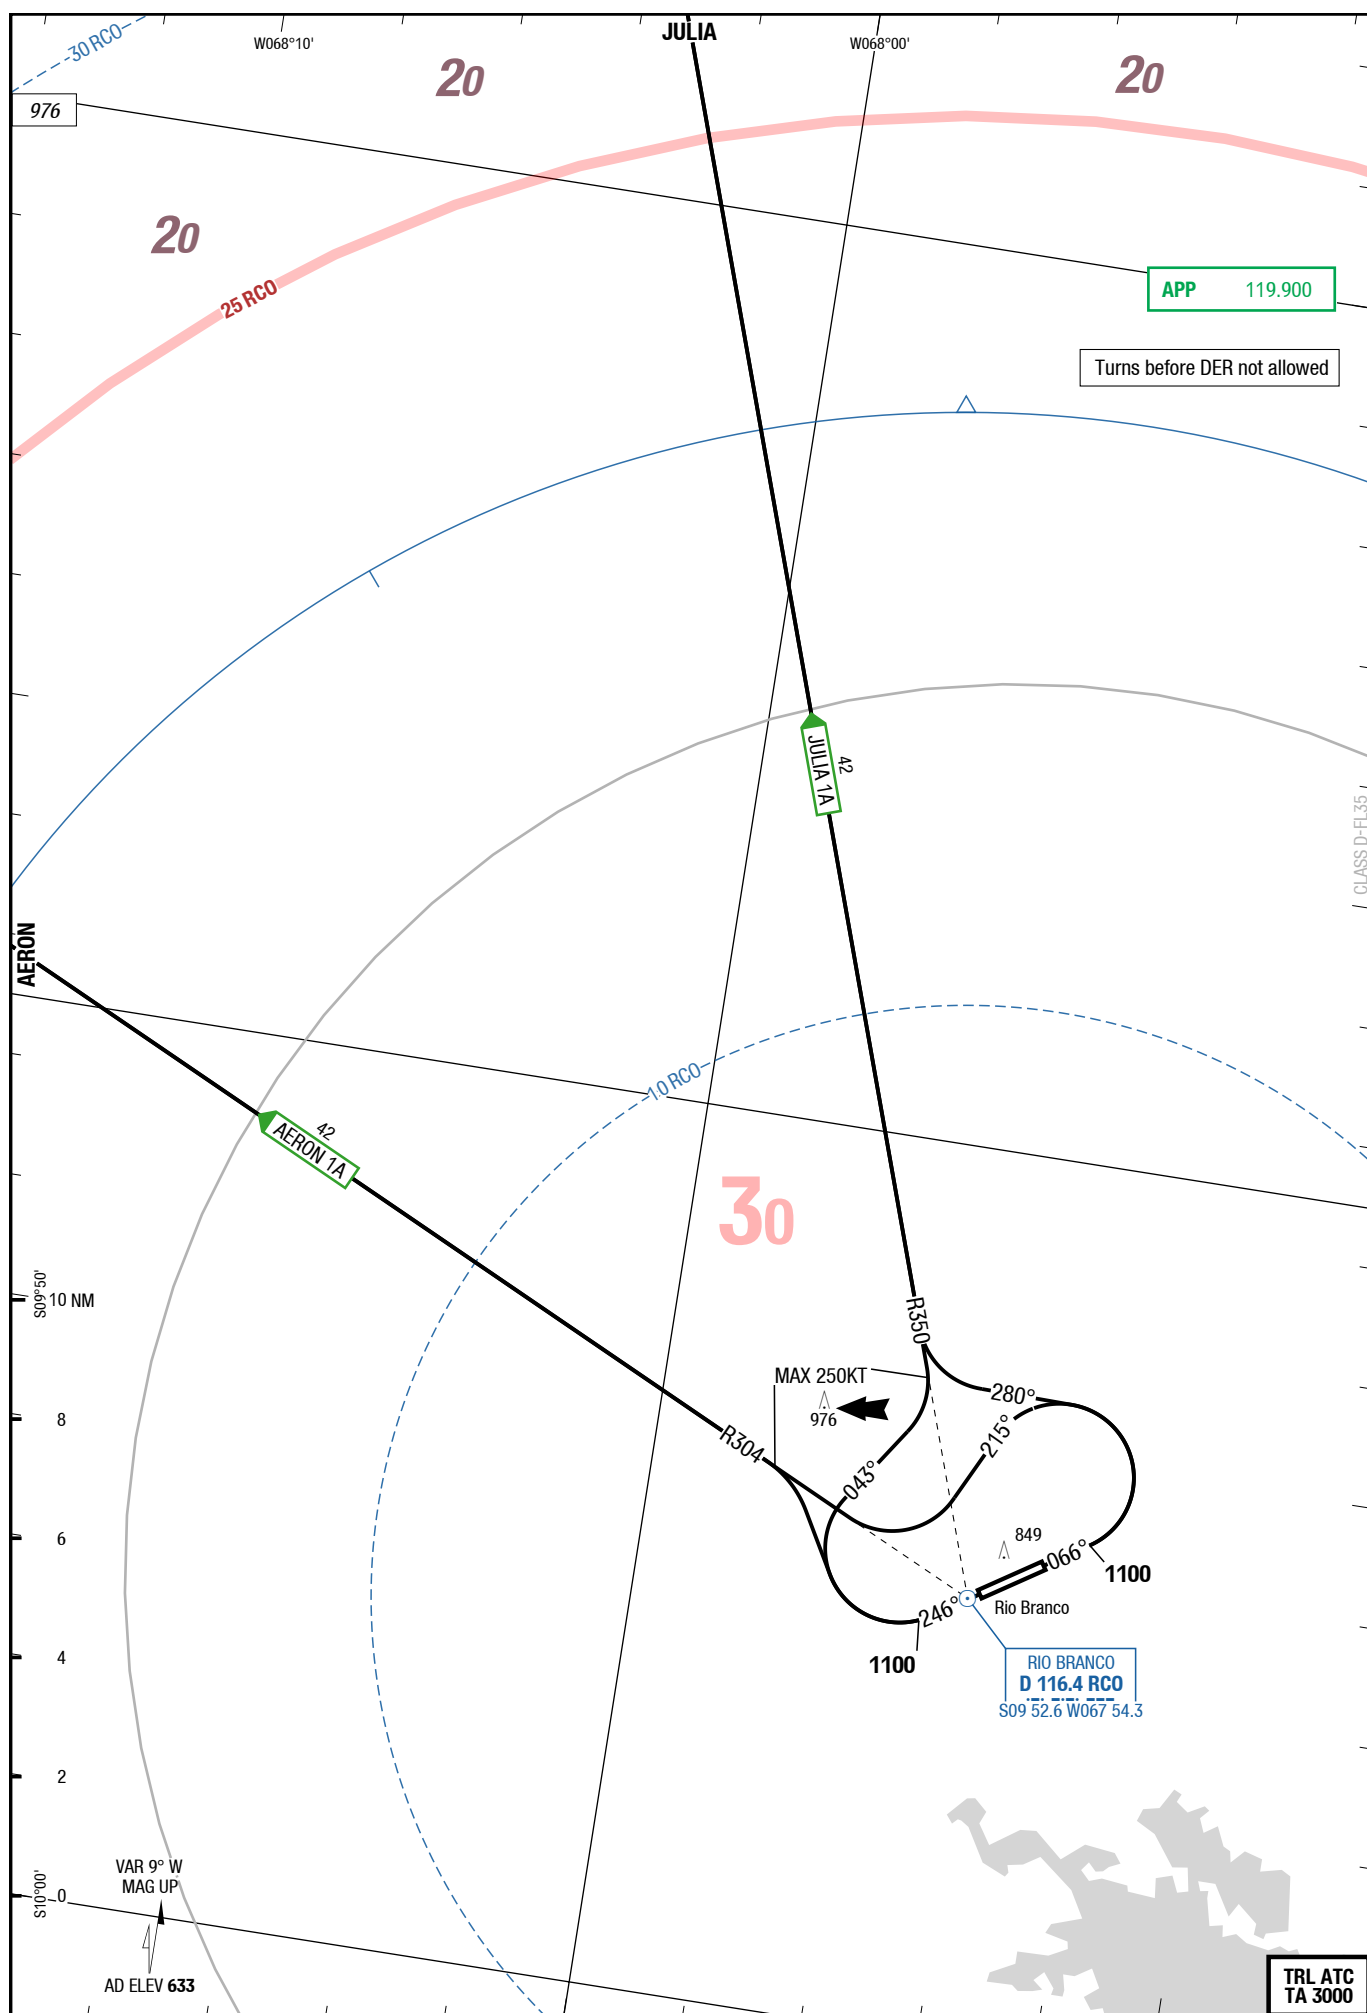 JULIA
30 RCO
W068°10'
W068°00'
20
20
976
20
25 RCO
APP 119.900
Turns before DER not allowed
JULIA 1A
42
CLASS D-FL35
AERON
10 RCO
42
AERON 1A
30
S09°50'
10 NM
R350
MAX 250KT
280°
976
215°
8
R304
043°
849
6
066°
1100
246°
Rio Branco
4
1100
RIO BRANCO
D 116.4 RCO
S09 52.6 W067 54.3
2
VAR 9° W
MAG UP
S10°00'
0
AD ELEV 633
TRL ATC
TA 3000